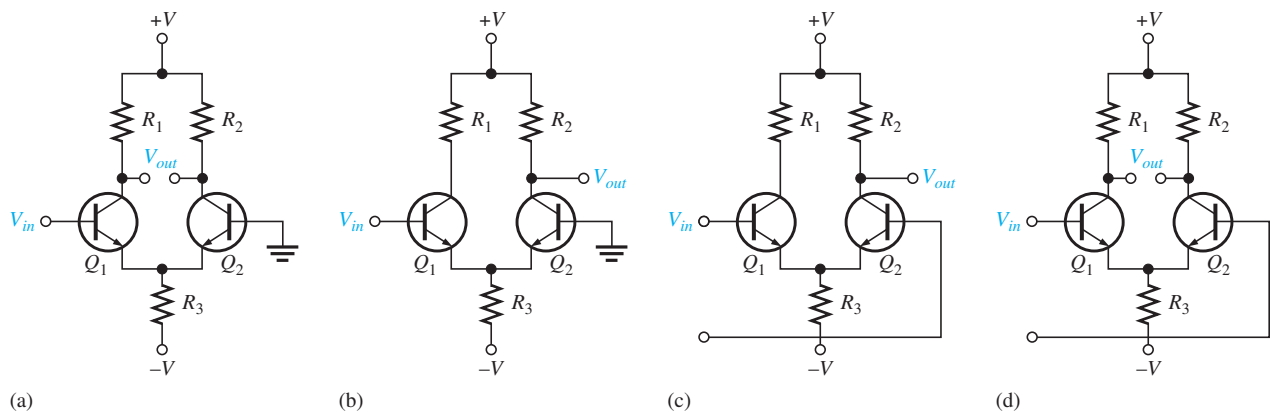 +V
R1
R2
Vout
Vin
Q1
Q2
R3
−V
(a)
+V
R1
R2
Vout
Vin
Q1
Q2
R3
−V
(b)
+V
R1
R2
Vout
Vin
Q1
Q2
R3
−V
(c)
+V
R1
R2
Vout
Vin
Q1
Q2
R3
−V
(d)